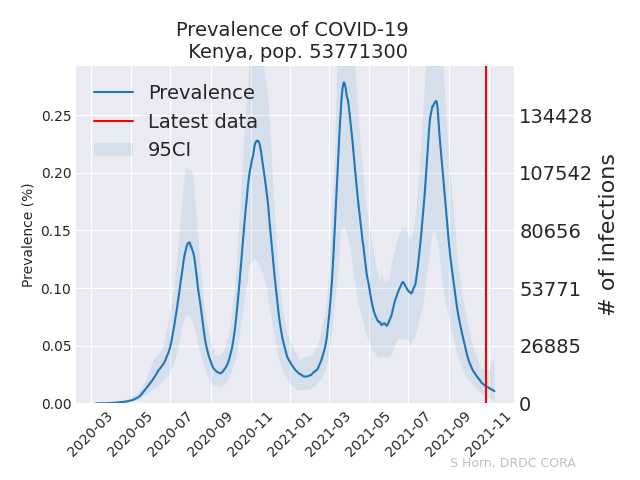 Prevalence of COVID-19
Kenya, pop. 53771300
Prevalence
Latest data
95CI
Prevalence (%)
0.25
0.20
0.15
0.10
0.05
0.00
134428
107542
80656
53771
26885
0
# of infections
2020-03
2020-05
2020-07
2020-09
2020-11
2021-01
2021-03
2021-05
2021-07
2021-09
2021-11
S Horn, DRDC CORA